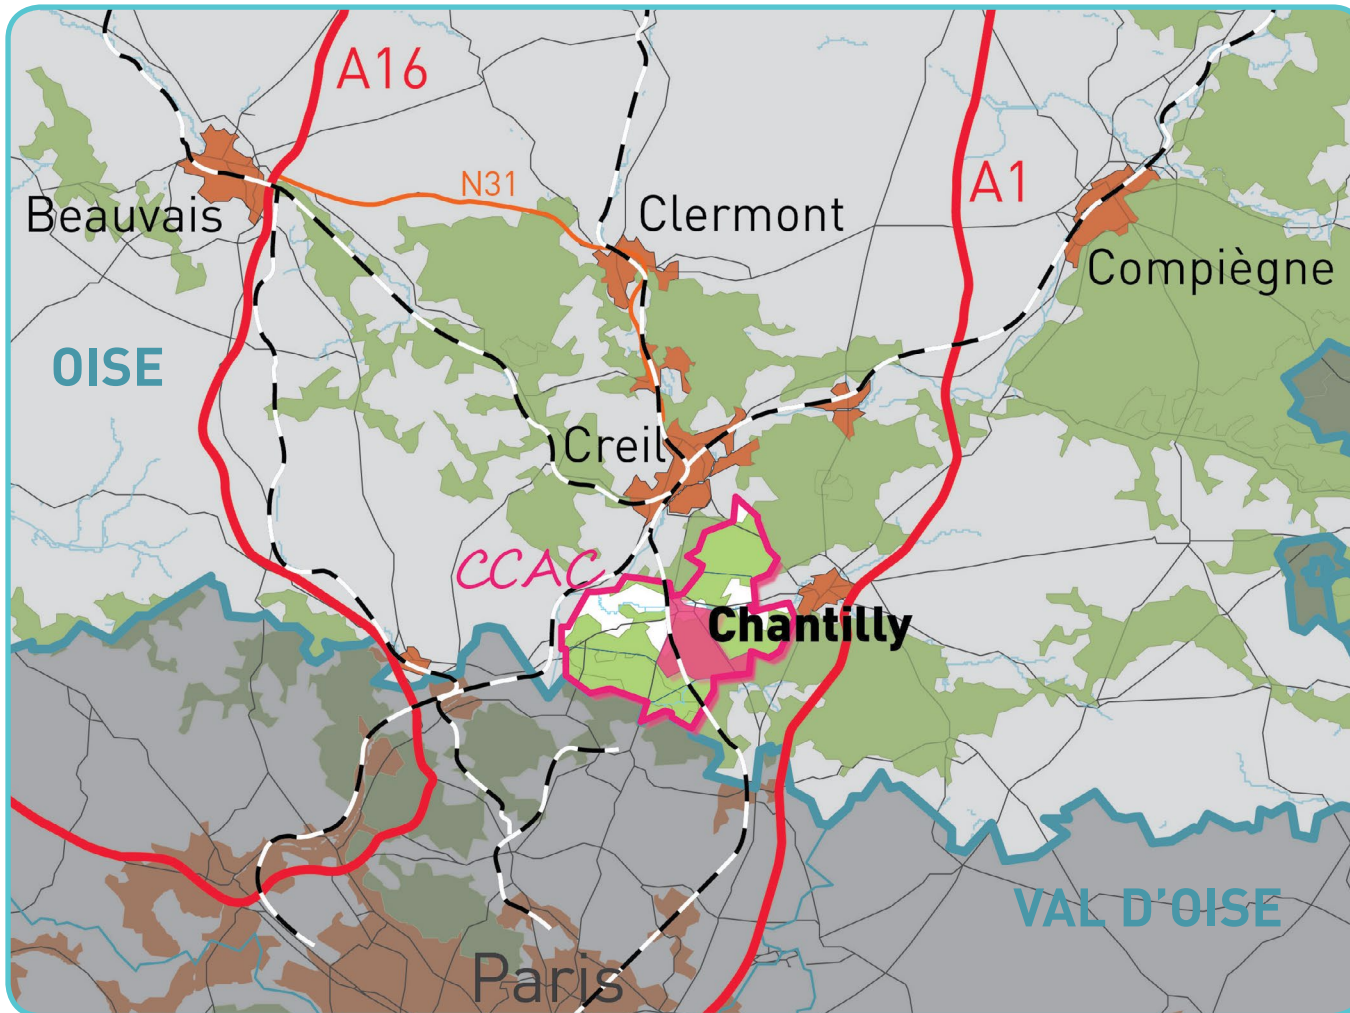 A16
A1
N31
Beauvais
Clermont
Compiègne
OISE
Creil
CCAC
Chantilly
VAL D'OISE
Paris